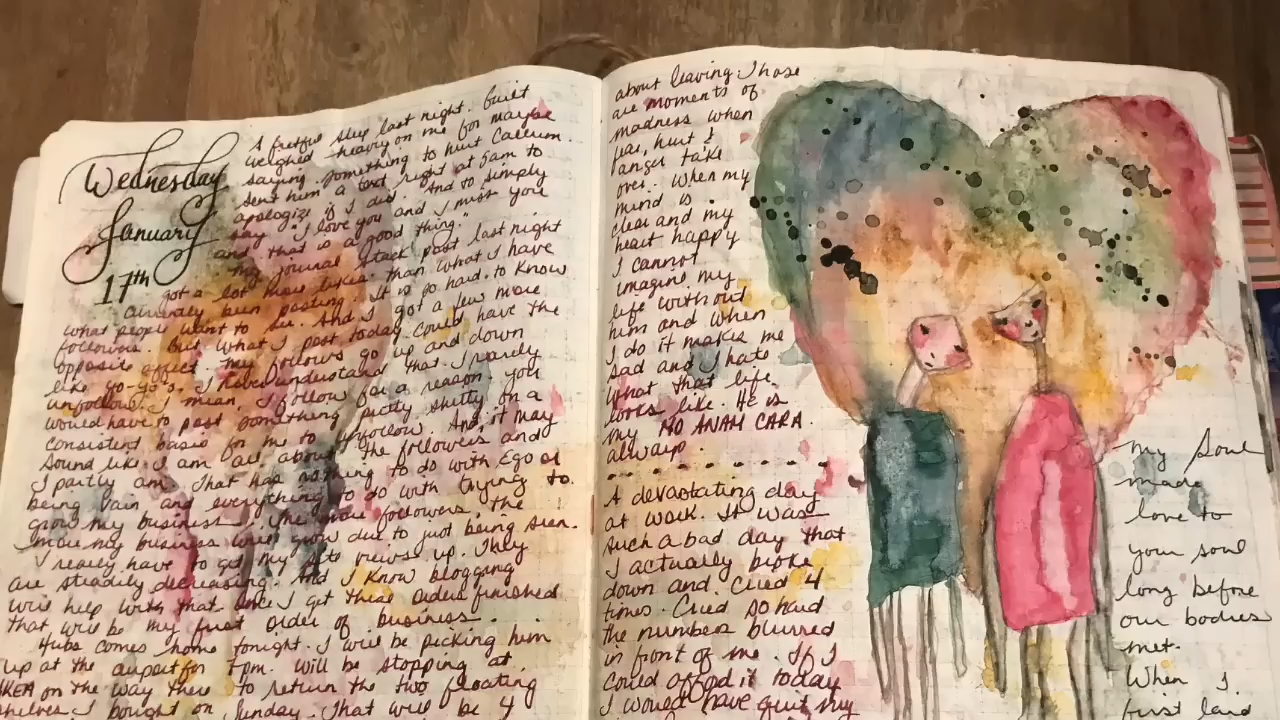 Wednesday
January
17th
A fretful sleep last night. Guilt
weighed heavy on me for maybe
saying something to hurt Callum.
Sent him a text right at 5am to
apologize if I did. And to simply
say "I love you and I miss you
and that is a good thing."
My journal stack post last night
got a lot more likes than what I have
currently been posting. It is so hard to know
what people want to see. And I got a few more
followers. But what I post today could have the
opposite affect. My follows go up and down
like yo-yo's. I have understand that. I rarely
unfollow. I mean, I follow for a reason. You
would have to post something pretty shitty on a
consistent basis for me to unfollow. And, it may
sound like I am all about the followers and
I partly am. That has nothing to do with Ego or
being vain and everything to do with trying to
grow my business. The more followers, the
more my business will grow due to just being seen.
I really have to get my site views up. They
are steadily decreasing. And I know blogging
will help with that once I get these orders finished
that will be my first order of business.
Hubs comes home tonight. I will be picking him
up at the airport for 7pm. Will be stopping at
IKEA on the way there to return the two floating
shelves I bought on Sunday. That will be 4
about leaving. Those
are moments of
madness when
fear, hurt &
anger take
over. When my
mind is
clear and my
heart happy
I cannot
imagine my
life without
him and when
I do it makes me
sad and I hate
what that life
looks like. HE is
my MO ANAM CARA.
always.
A devastating day
at work. It was
such a bad day that
I actually broke
down and cried 4
times. Cried so hard
the numbers blurred
in front of me. If I
could afford it today
I would have quit my
my Soul
made
love to
your soul
long before
our bodies
met.
When I
first laid